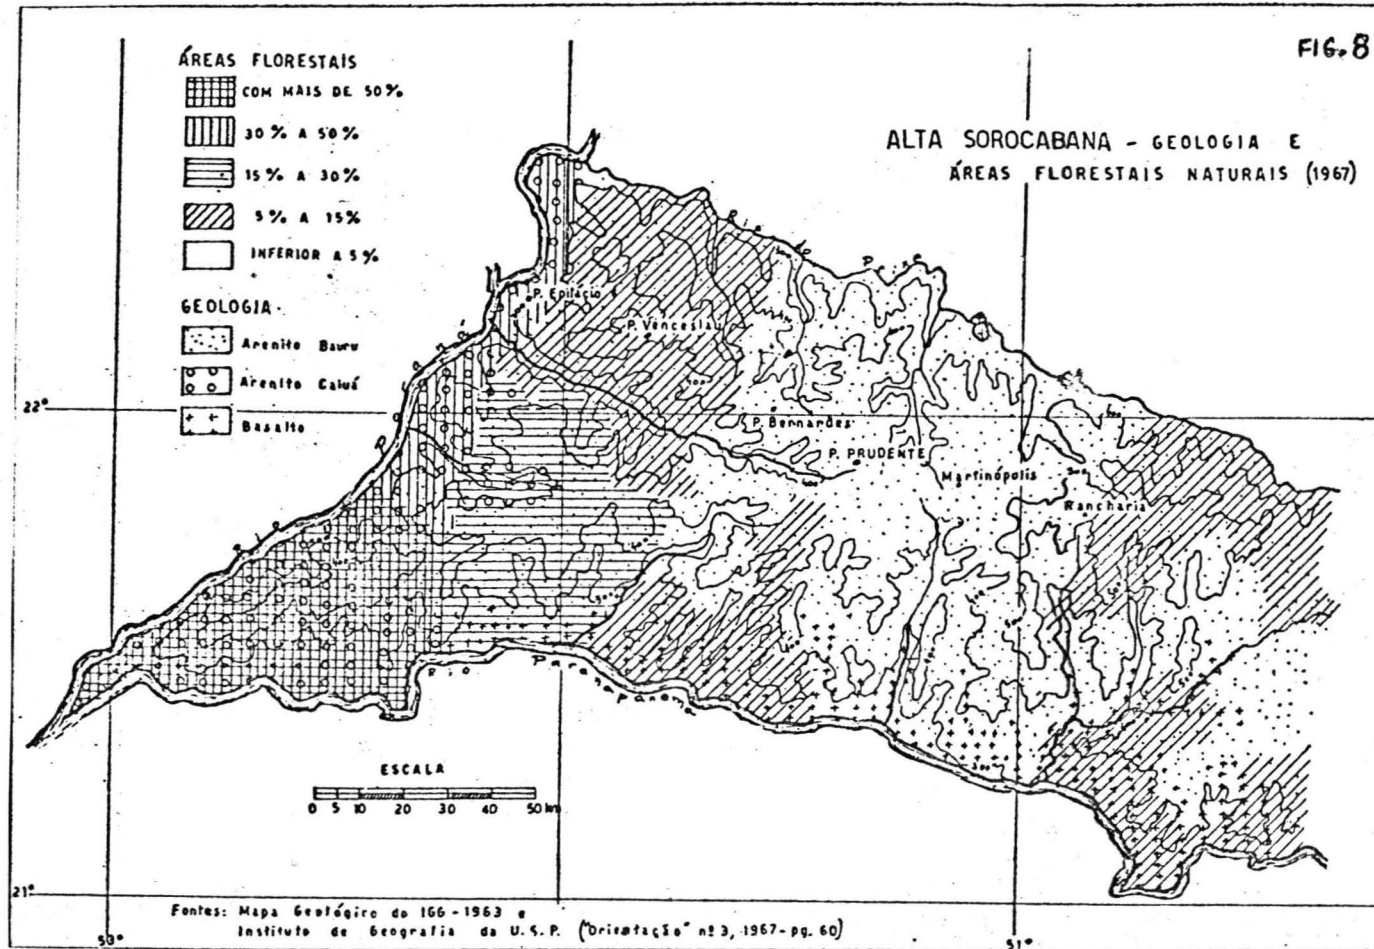 FIG. 8
ALTA SOROCABANA - GEOLOGIA E
ÁREAS FLORESTAIS NATURAIS (1967)
ÁREAS FLORESTAIS
COM MAIS DE 50%
30% A 50%
15% A 30%
5% A 15%
INFERIOR A 5%
GEOLOGIA
Arenito Bauru
Arenito Caiuá
Basalto
Rio do Peixe
P. Epitácio
P. Venceslau
P. Bernardes
P. PRUDENTE
Martinópolis
Rancharia
Rio Paraná
Rio Paranapanema
22°
21°
50°
51°
ESCALA
0 5 10 20 30 40 50 km
Fontes: Mapa Geológico do IGG - 1963 e
Instituto de Geografia da U.S.P. ("Orientação" nº 3, 1967 - pg. 60)